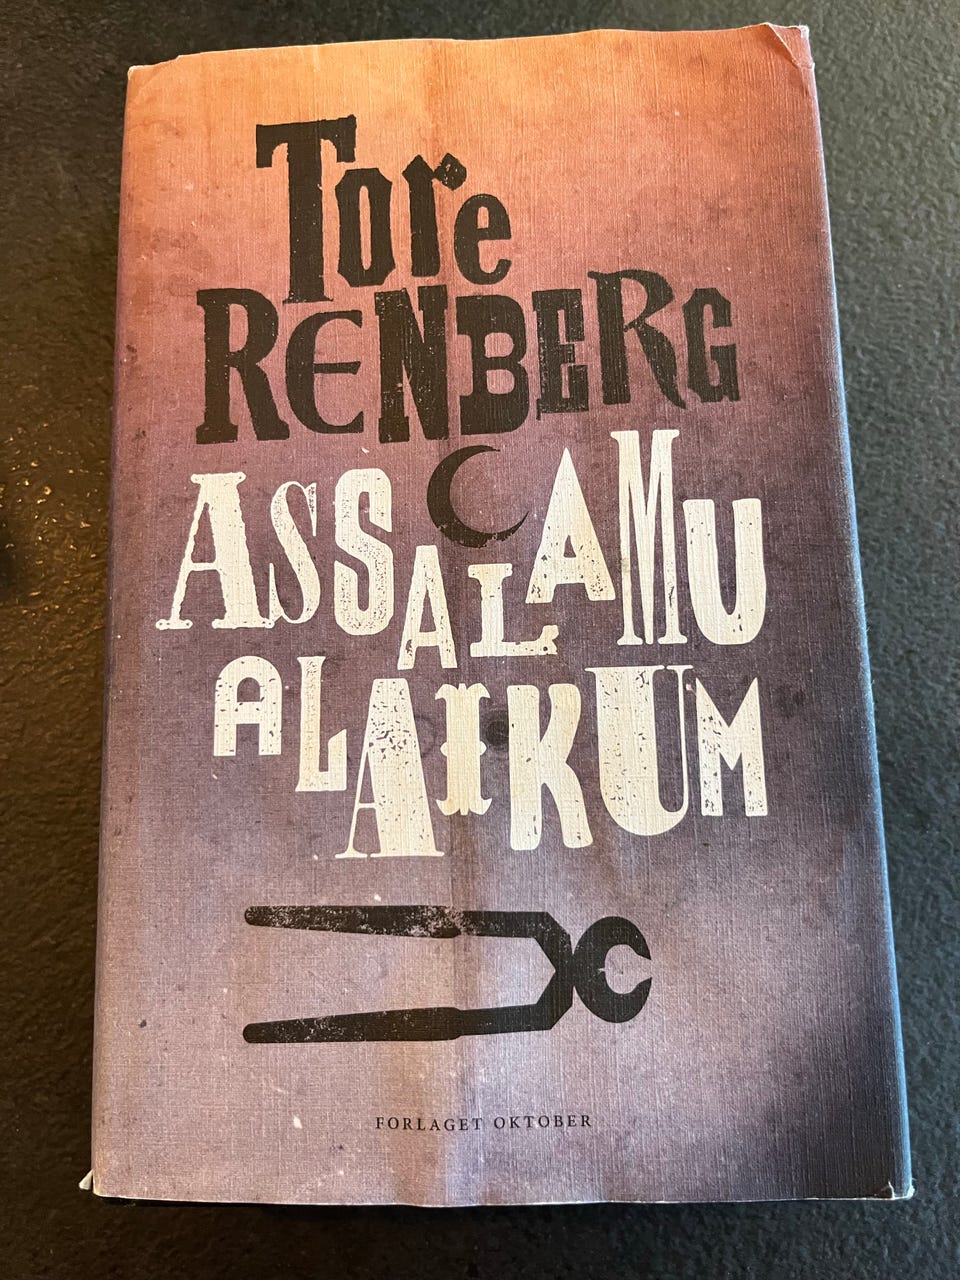 Tore
RENBERG
ASSALAMU
ALAIKUM
FORLAGET OKTOBER